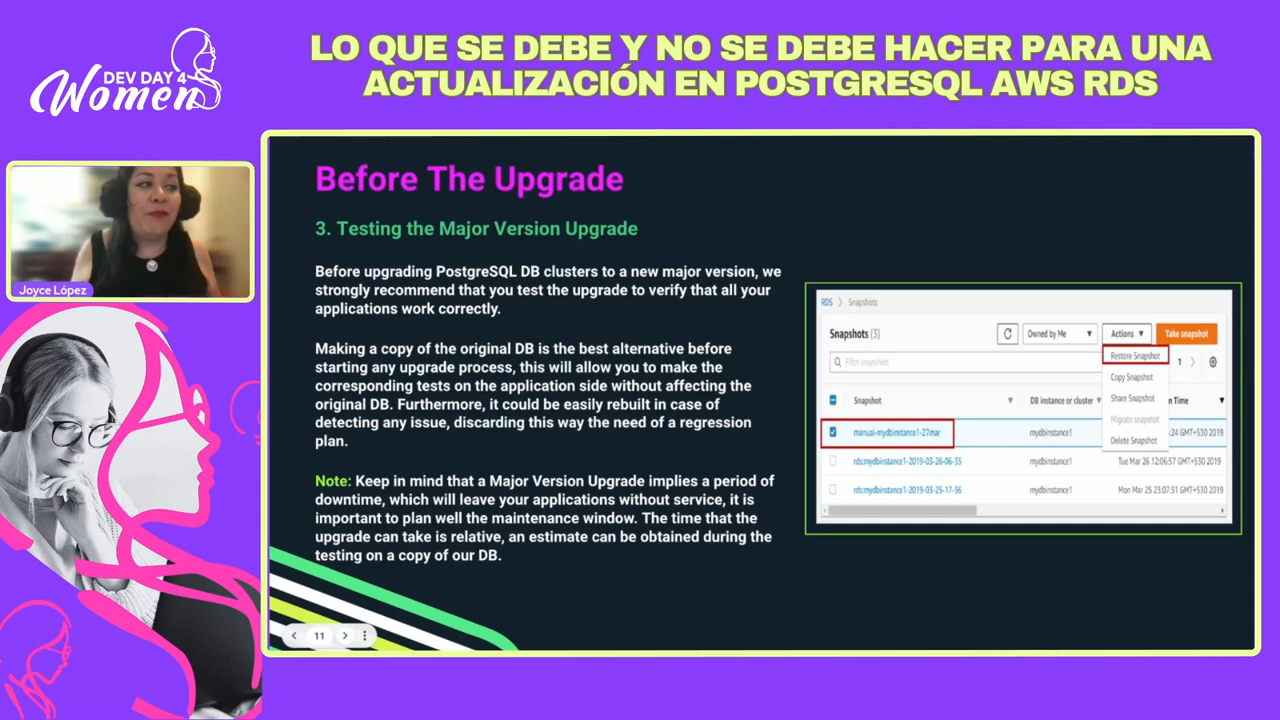 DEV DAY 4
Women
LO QUE SE DEBE Y NO SE DEBE HACER PARA UNA
ACTUALIZACIÓN EN POSTGRESQL AWS RDS
Joyce López
Before The Upgrade
3. Testing the Major Version Upgrade
Before upgrading PostgreSQL DB clusters to a new major version, we
strongly recommend that you test the upgrade to verify that all your
applications work correctly.
Making a copy of the original DB is the best alternative before
starting any upgrade process, this will allow you to make the
corresponding tests on the application side without affecting the
original DB. Furthermore, it could be easily rebuilt in case of
detecting any issue, discarding this way the need of a regression
plan.
Note: Keep in mind that a Major Version Upgrade implies a period of
downtime, which will leave your applications without service, it is
important to plan well the maintenance window. The time that the
upgrade can take is relative, an estimate can be obtained during the
testing on a copy of our DB.
11
RDS > Snapshots
Snapshots (3)
Owned by Me
Actions
Take snapshot
Filter snapshots
1
Restore Snapshot
Copy Snapshot
Share Snapshot
Migrate snapshot
Delete Snapshot
Snapshot
DB instance or cluster
n Time
manual-mydbinstance1-27mar
mydbinstance1
:24 GMT+530 2019
rds:mydbinstance1-2019-03-26-06-35
mydbinstance1
Tue Mar 26 12:06:57 GMT+530 2019
rds:mydbinstance1-2019-03-25-17-36
mydbinstance1
Mon Mar 25 23:07:31 GMT+530 2019